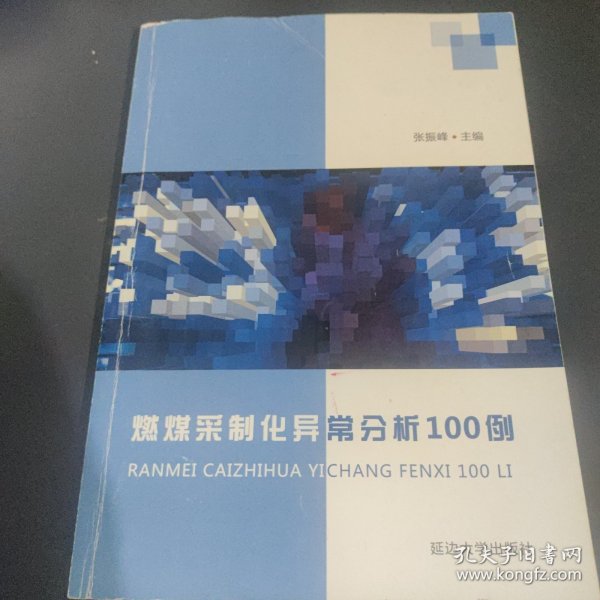 张振峰·主编
燃煤采制化异常分析100例
RANMEI CAIZHIHUA YICHANG FENXI 100 LI
延边大学出版社
孔夫子旧书网
www.kongfz.com